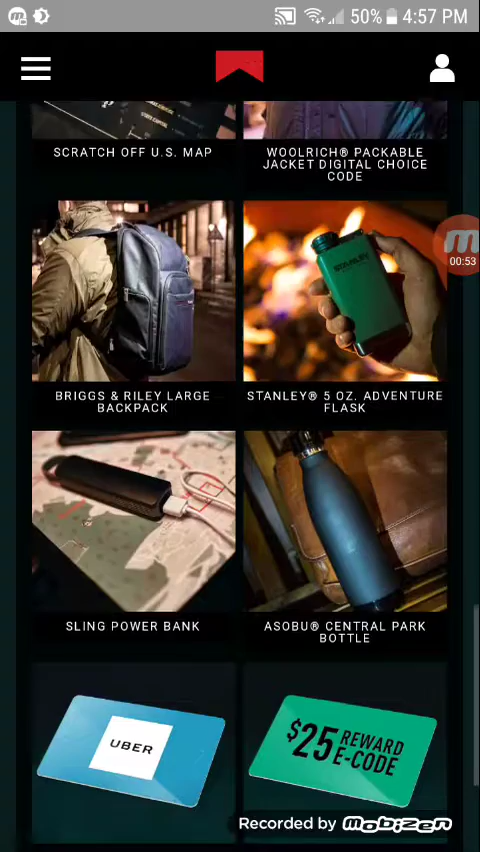 50% 4:57 PM
SCRATCH OFF U.S. MAP
WOOLRICH® PACKABLE
JACKET DIGITAL CHOICE
CODE
00:53
STANLEY
BRIGGS & RILEY LARGE
BACKPACK
STANLEY® 5 OZ. ADVENTURE
FLASK
SLING POWER BANK
ASOBU® CENTRAL PARK
BOTTLE
UBER
$25 REWARD
E-CODE
Recorded by mobizen